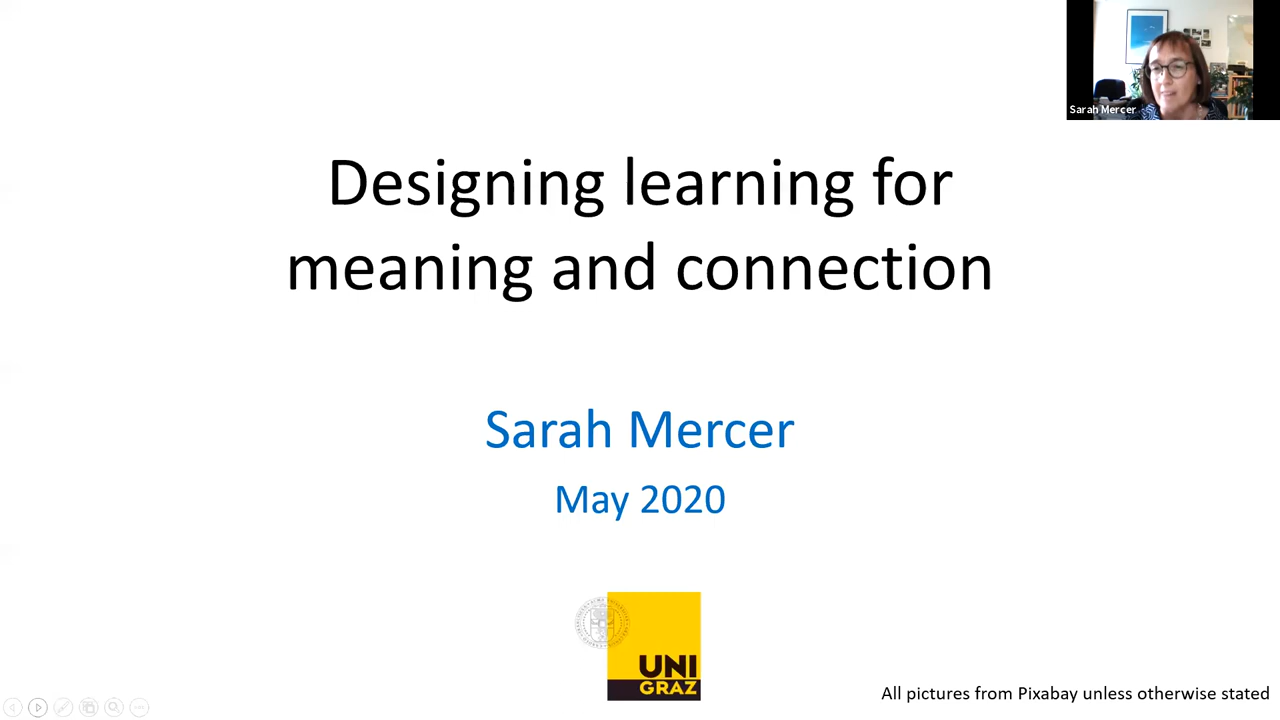 Sarah Mercer
Designing learning for
meaning and connection
Sarah Mercer
May 2020
UNI
GRAZ
All pictures from Pixabay unless otherwise stated